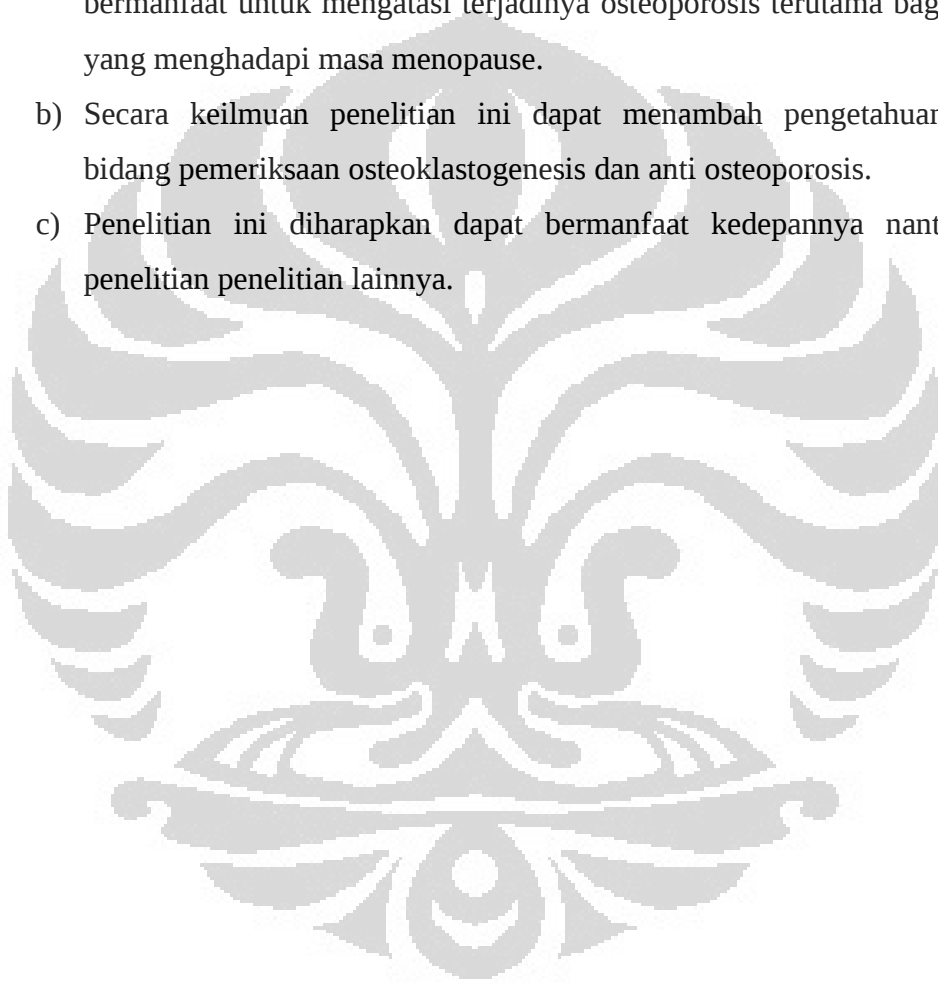 bermanfaat untuk mengatasi terjadinya osteoporosis terutama bag
yang menghadapi masa menopause.
b) Secara keilmuan penelitian ini dapat menambah pengetahuan
bidang pemeriksaan osteoklastogenesis dan anti osteoporosis.
c) Penelitian ini diharapkan dapat bermanfaat kedepannya nant
penelitian penelitian lainnya.